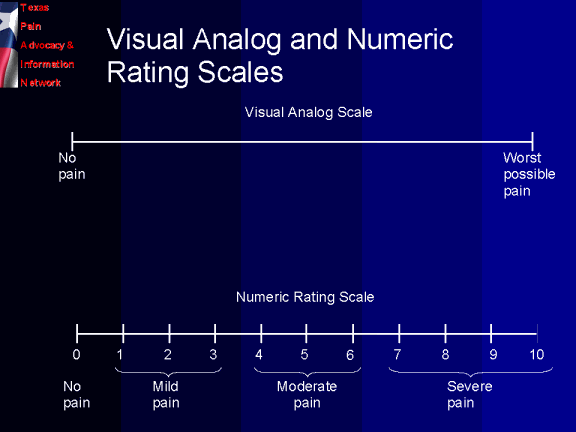 Texas
Pain
Advocacy &
Information
Network
Visual Analog and Numeric
Rating Scales
Visual Analog Scale
No
pain
Worst
possible
pain
Numeric Rating Scale
0 1 2 3 4 5 6 7 8 9 10
No
pain
Mild
pain
Moderate
pain
Severe
pain